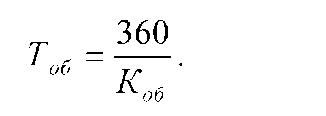 T_об = 360 / K_об .